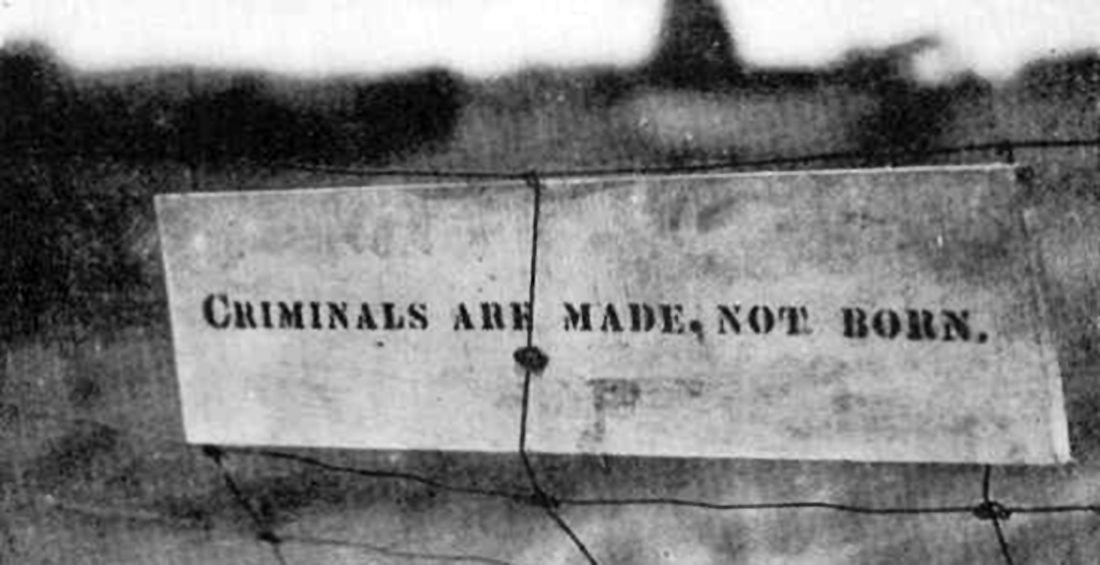 CRIMINALS ARE MADE, NOT BORN.